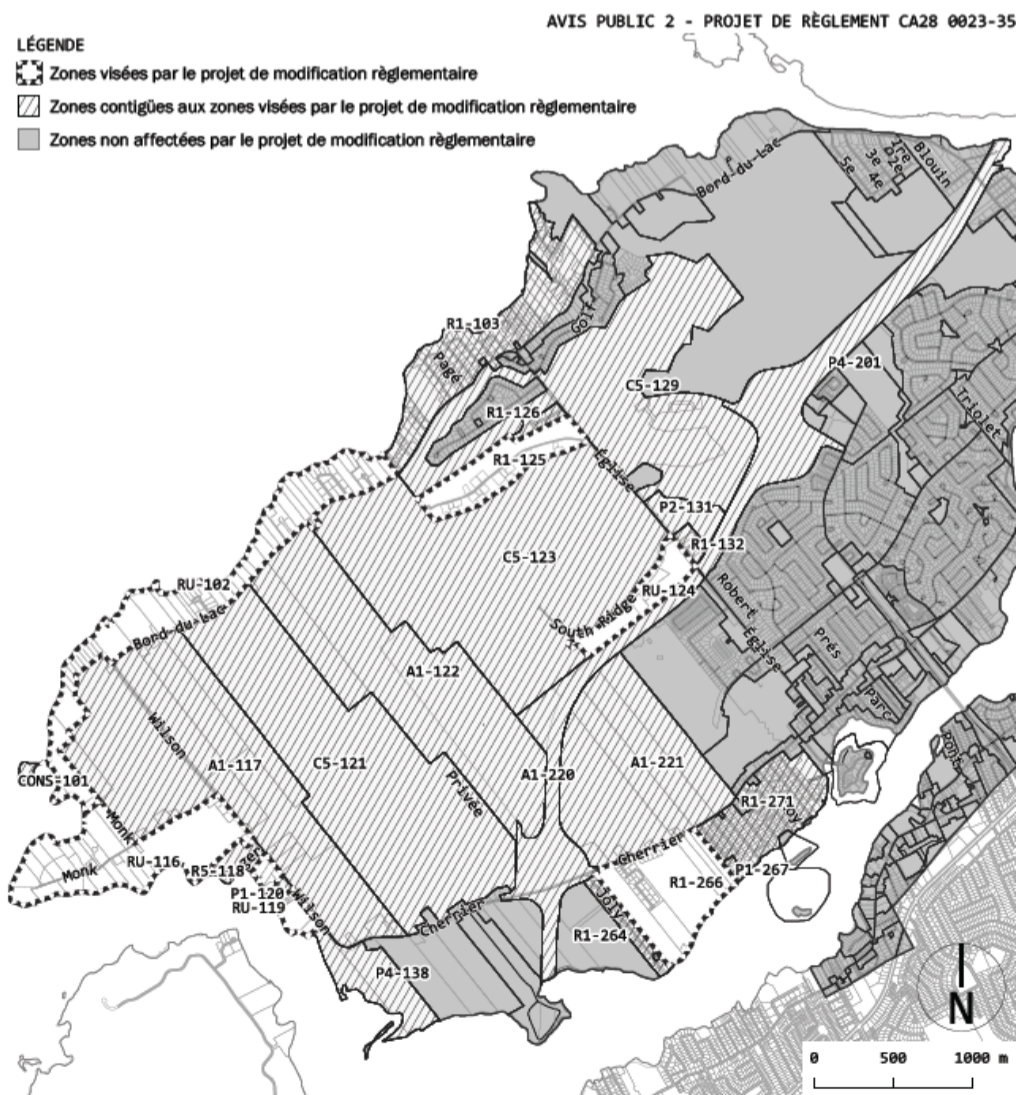 AVIS PUBLIC 2 - PROJET DE RÈGLEMENT CA28 0023-35
LÉGENDE
Zones visées par le projet de modification règlementaire
Zones contigües aux zones visées par le projet de modification règlementaire
Zones non affectées par le projet de modification règlementaire
Bord-du-Lac
5e
3e
4e
1re
2e
Blouin
Golf
R1-103
Pagé
P4-201
C5-129
Triolet
R1-126
R1-125
Église
P2-131
R1-132
C5-123
RU-102
RU-124
Robert
Église
South Ridge
Bord-du-Lac
Prés
A1-122
Parc
Wilson
Pont
A1-117
C5-121
A1-220
A1-221
CONS-101
Privée
R1-271
Monk
Cherrier
Monk
RU-116
R5-118
P1-267
R1-266
P1-120
RU-119
Wilson
Joly
Cherrier
R1-264
P4-138
N
0 500 1000 m